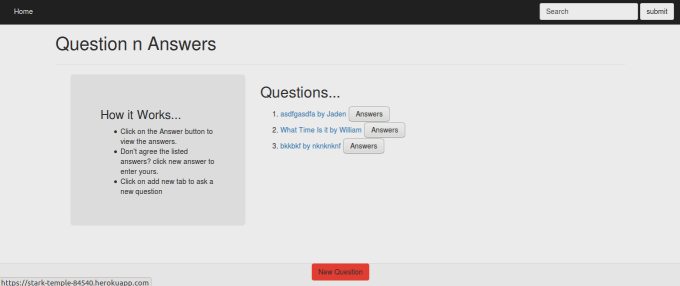 Home Search submit
Question n Answers
How it Works...
Click on the Answer button to
view the answers.
Don't agree the listed
answers? click new answer to
enter yours.
Click on add new tab to ask a
new question
Questions...
1. asdfgasdfa by Jaden Answers
2. What Time Is it by William Answers
3. bkkbkf by nknknknf Answers
New Question
https://stark-temple-84540.herokuapp.com